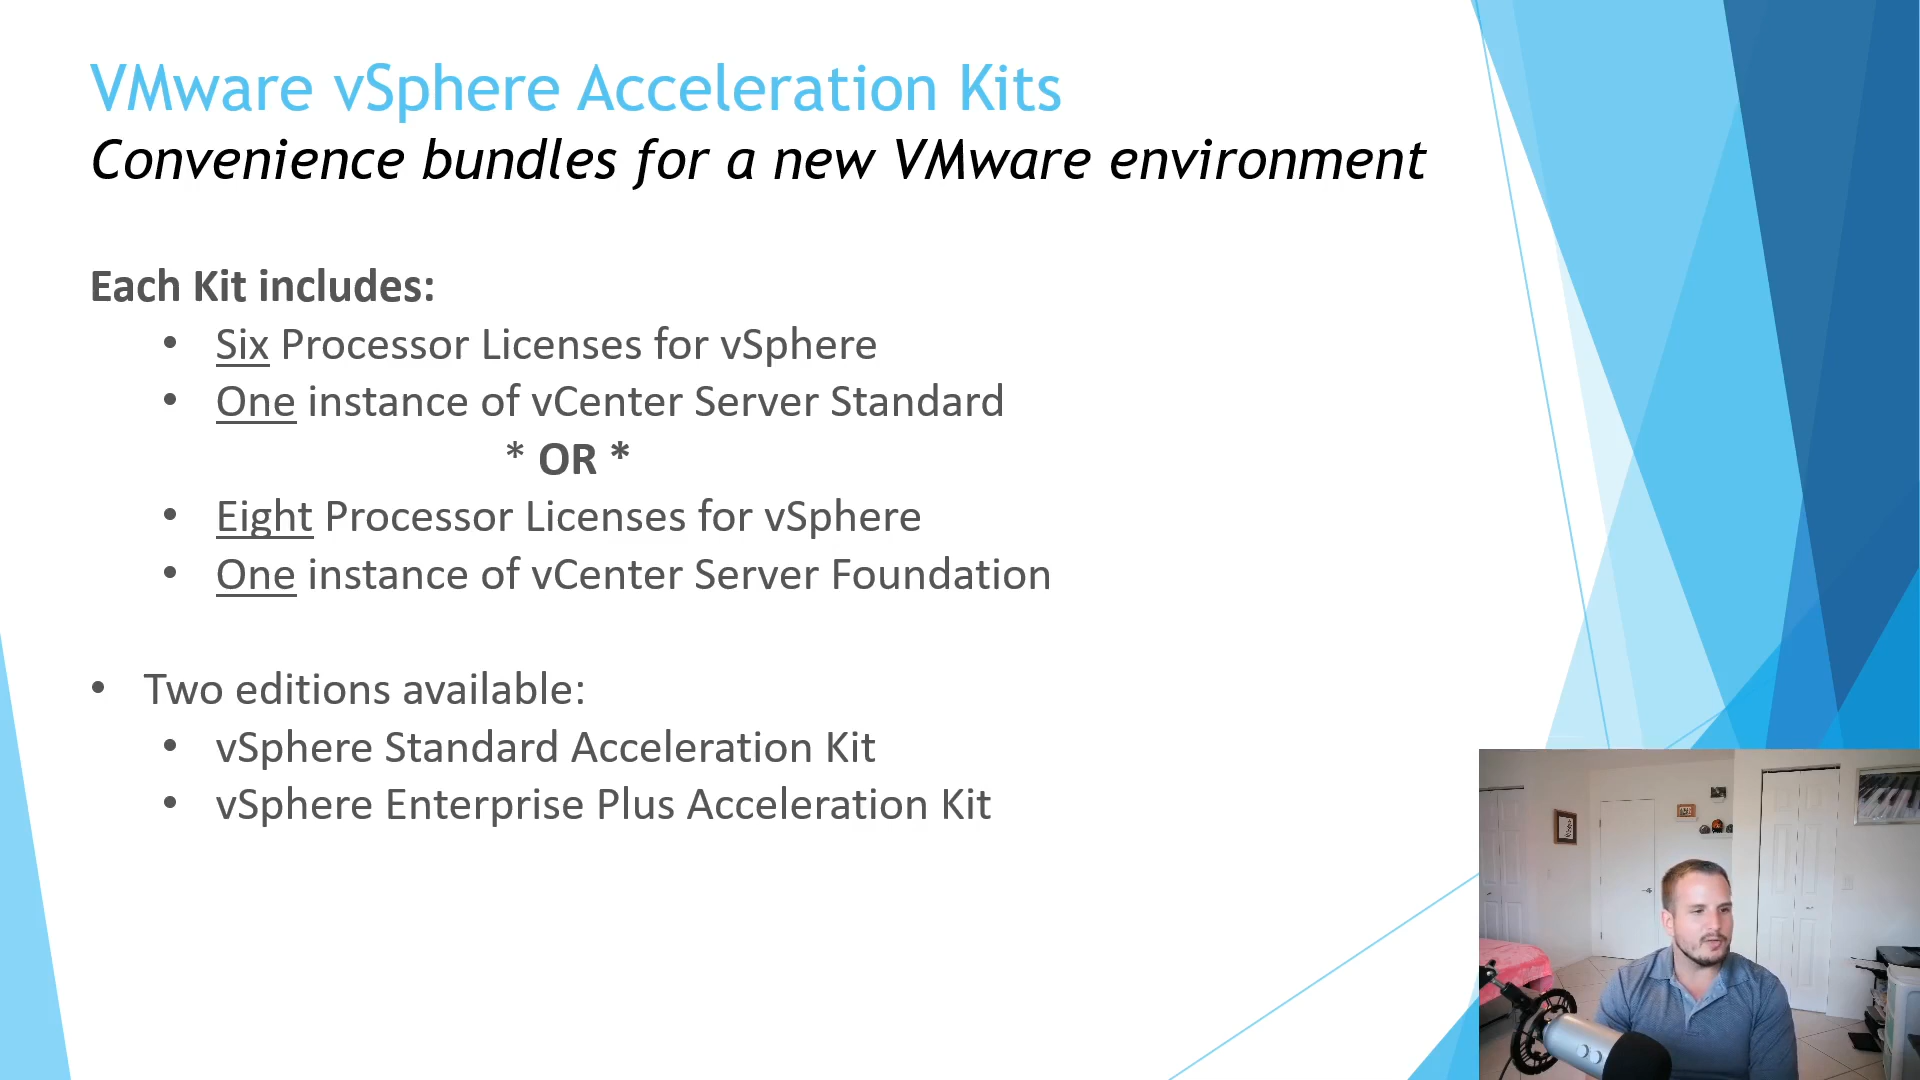 VMware vSphere Acceleration Kits
Convenience bundles for a new VMware environment
Each Kit includes:
• Six Processor Licenses for vSphere
• One instance of vCenter Server Standard
* OR *
• Eight Processor Licenses for vSphere
• One instance of vCenter Server Foundation
• Two editions available:
• vSphere Standard Acceleration Kit
• vSphere Enterprise Plus Acceleration Kit